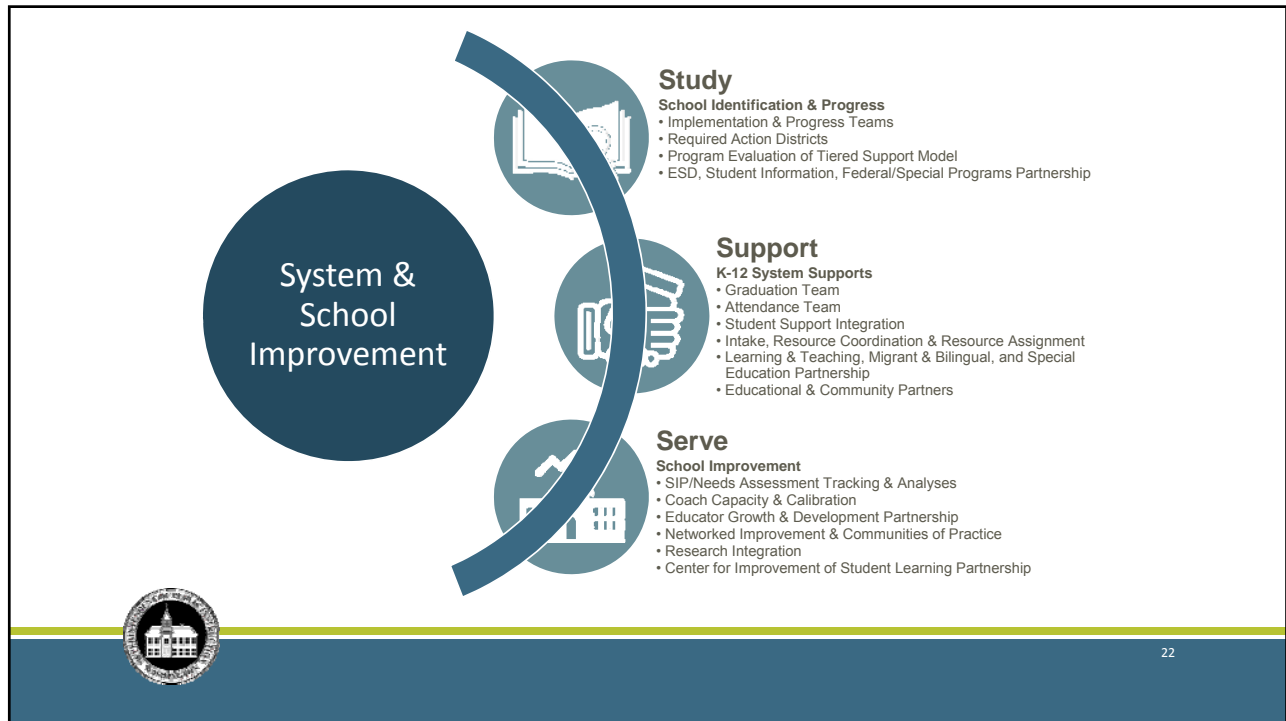 System &
School
Improvement
Study
School Identification & Progress
• Implementation & Progress Teams
• Required Action Districts
• Program Evaluation of Tiered Support Model
• ESD, Student Information, Federal/Special Programs Partnership
Support
K-12 System Supports
• Graduation Team
• Attendance Team
• Student Support Integration
• Intake, Resource Coordination & Resource Assignment
• Learning & Teaching, Migrant & Bilingual, and Special
Education Partnership
• Educational & Community Partners
Serve
School Improvement
• SIP/Needs Assessment Tracking & Analyses
• Coach Capacity & Calibration
• Educator Growth & Development Partnership
• Networked Improvement & Communities of Practice
• Research Integration
• Center for Improvement of Student Learning Partnership
22